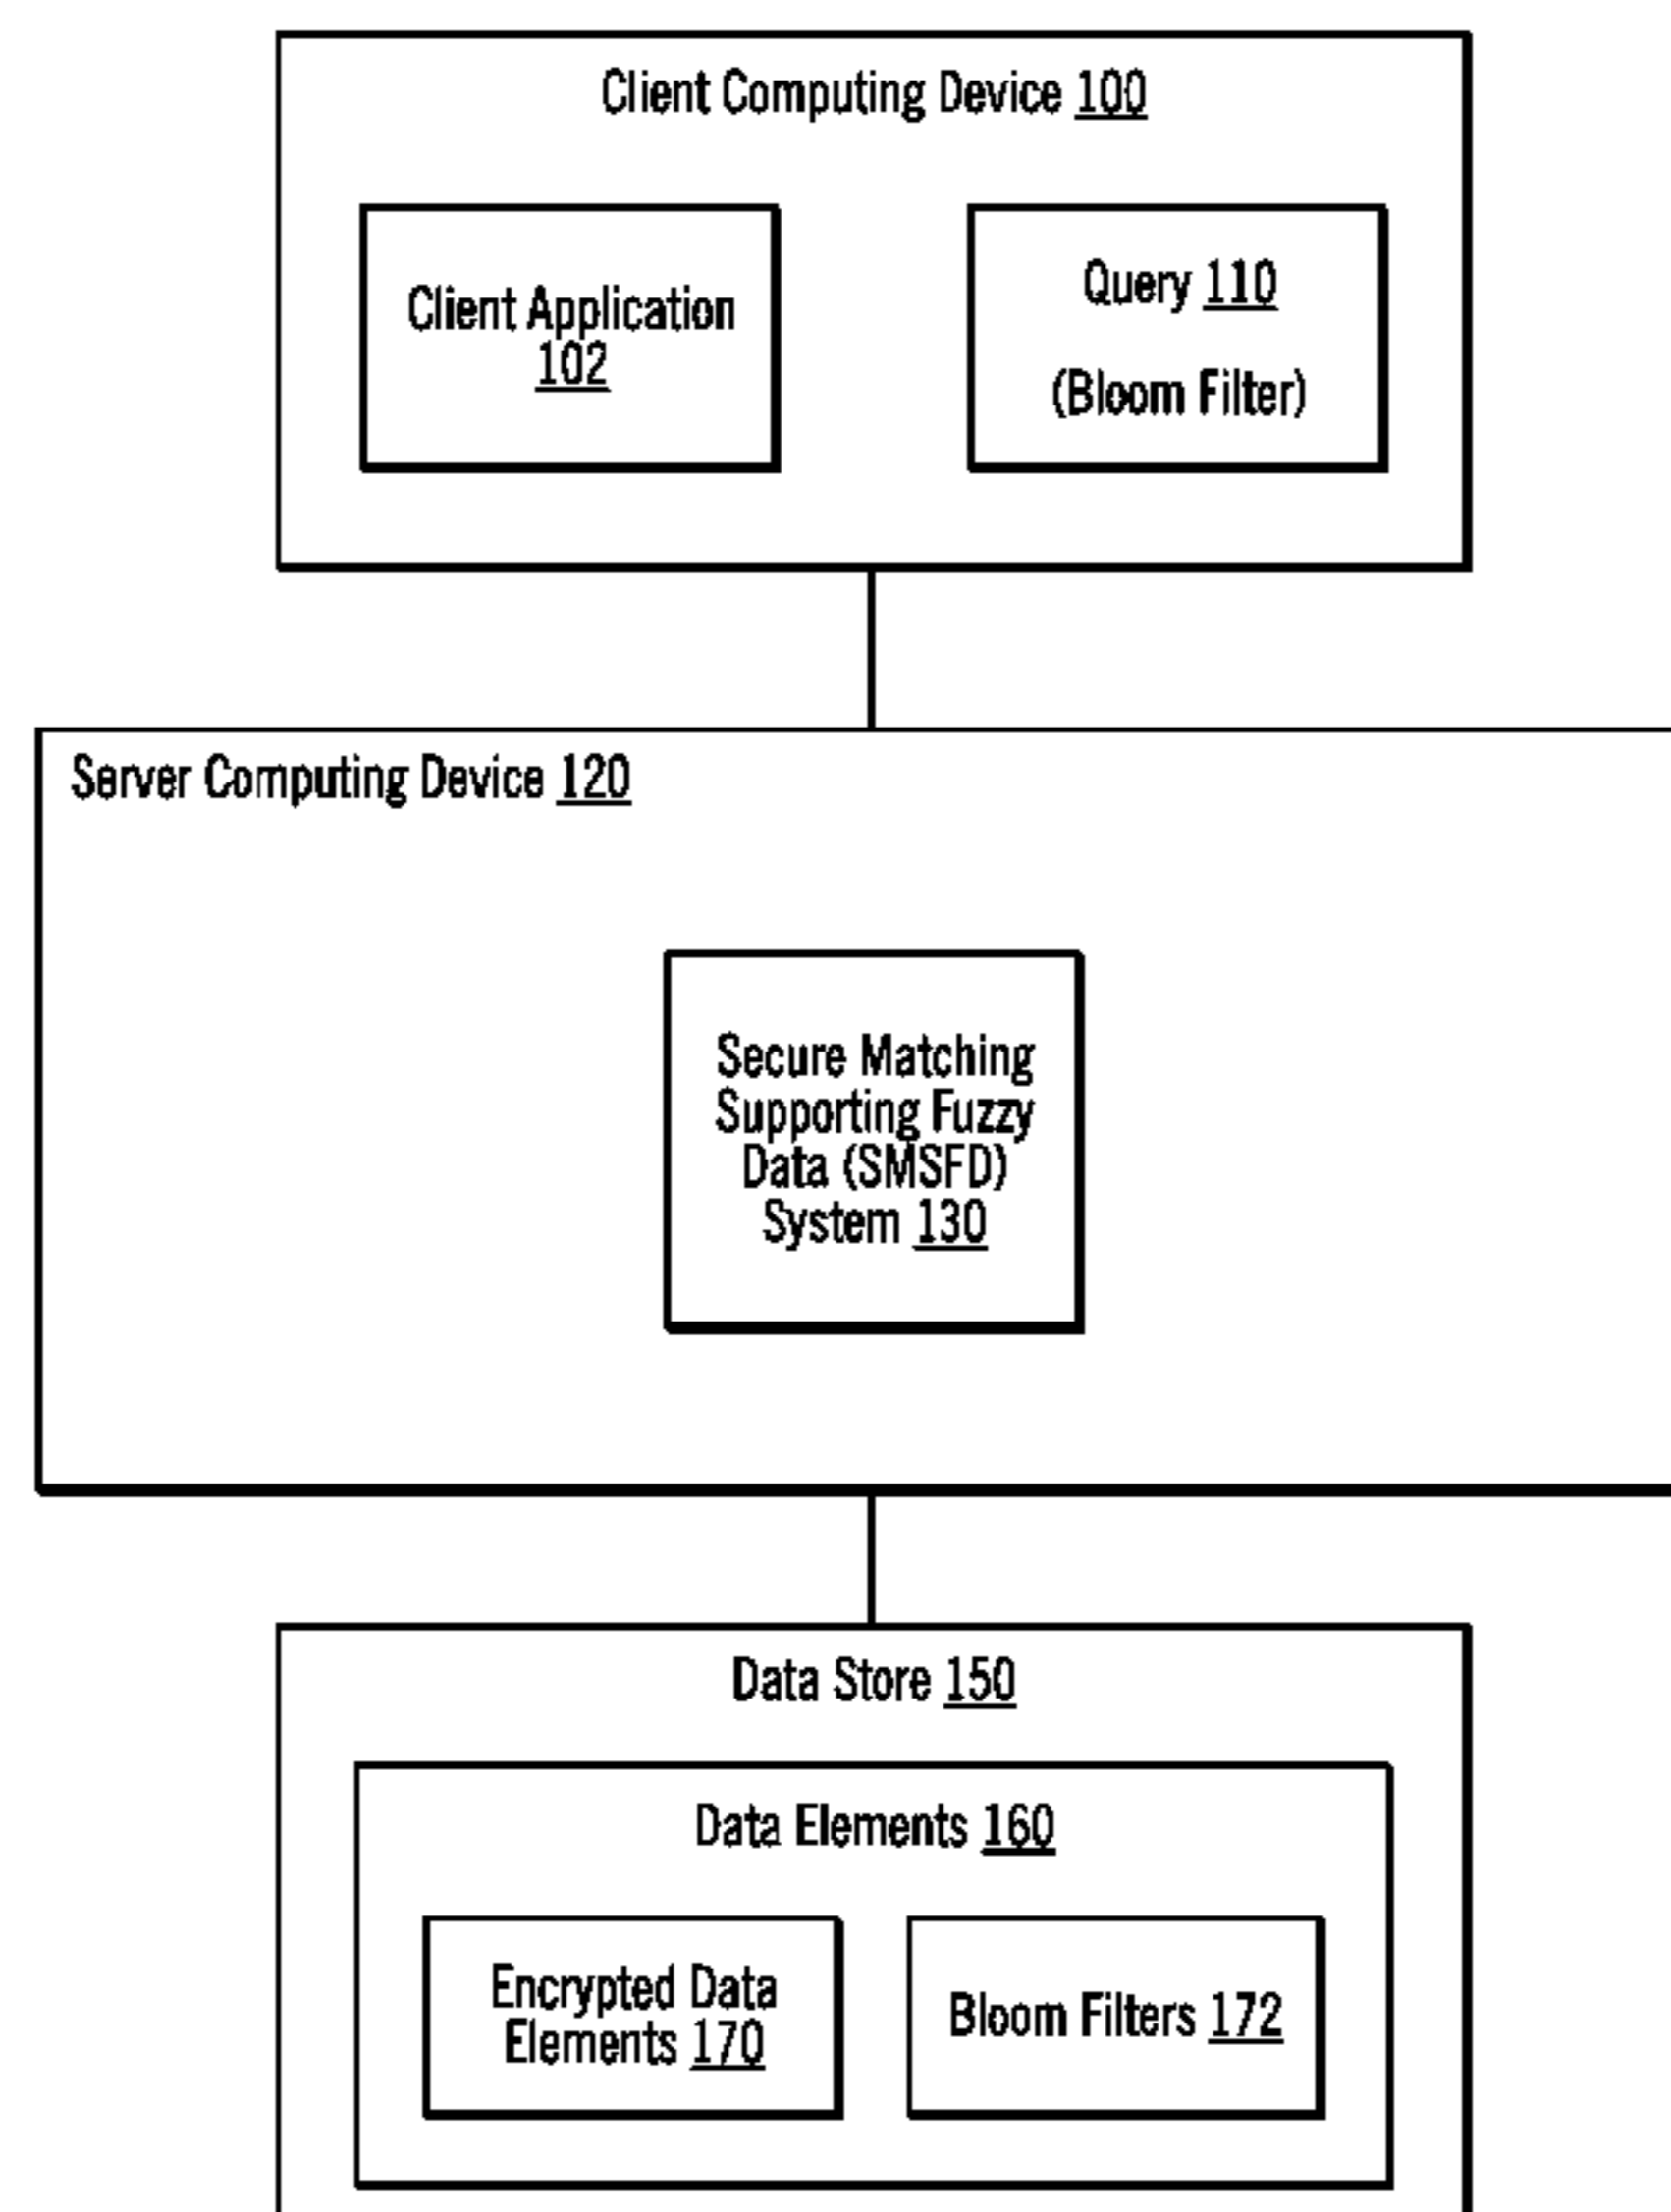 Client Computing Device 100
Client Application
102
Query 110
(Bloom Filter)
Server Computing Device 120
Secure Matching
Supporting Fuzzy
Data (SMSFD)
System 130
Data Store 150
Data Elements 160
Encrypted Data
Elements 170
Bloom Filters 172